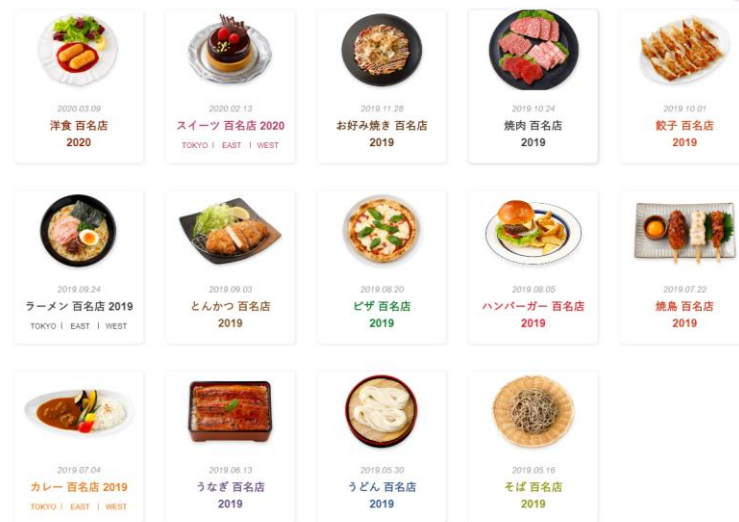 2020.03.09
洋食 百名店
2020
2020.02.13
スイーツ 百名店 2020
TOKYO | EAST | WEST
2019.11.28
お好み焼き 百名店
2019
2019.10.24
焼肉 百名店
2019
2019.10.01
餃子 百名店
2019
2019.09.24
ラーメン 百名店 2019
TOKYO | EAST | WEST
2019.09.03
とんかつ 百名店
2019
2019.08.20
ピザ 百名店
2019
2019.08.05
ハンバーガー 百名店
2019
2019.07.22
焼鳥 百名店
2019
2019.07.04
カレー 百名店 2019
TOKYO | EAST | WEST
2019.06.13
うなぎ 百名店
2019
2019.05.30
うどん 百名店
2019
2019.05.16
そば 百名店
2019